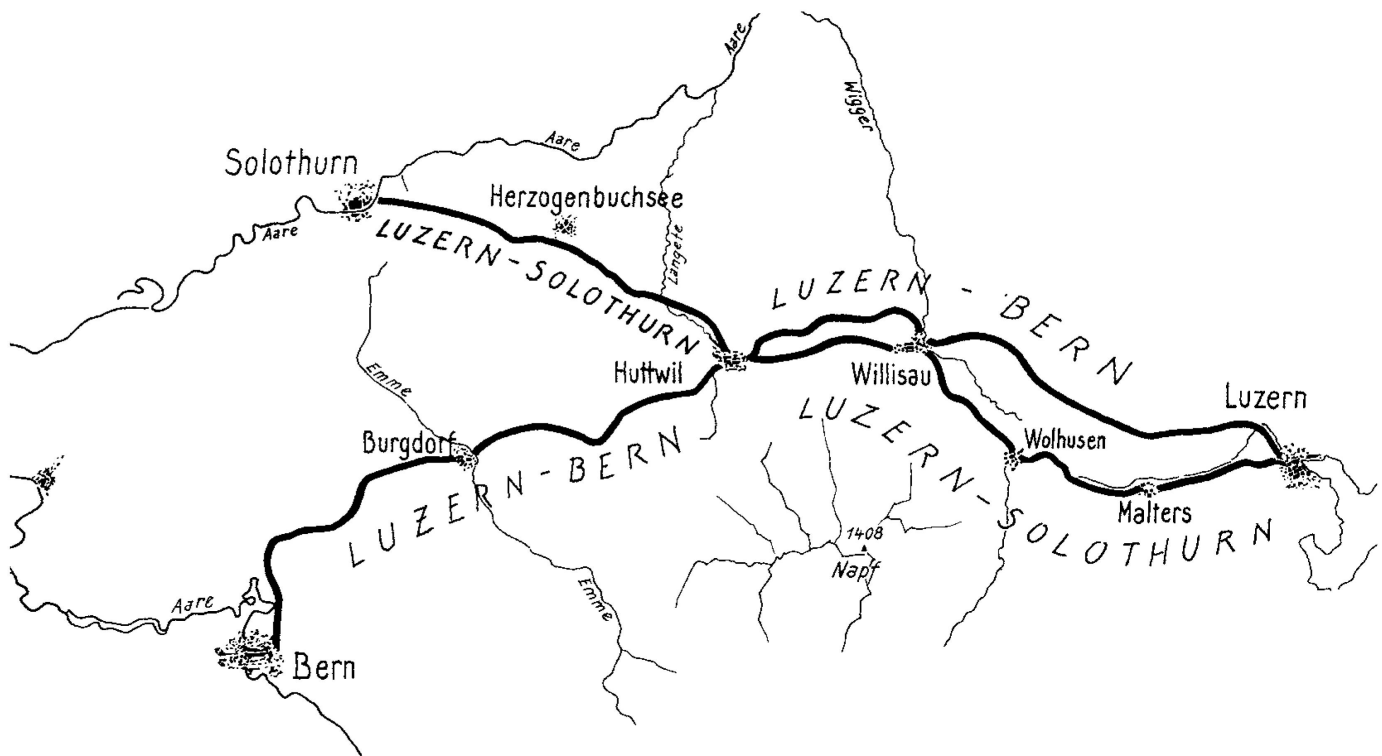 Aare
Wigger
Aare
Solothurn
Herzogenbuchsee
Aare
LUZERN-SOLOTHURN
Langete
LUZERN-BERN
Huttwil
Willisau
Luzern
Emme
Burgdorf
LUZERN-BERN
Wolhusen
LUZERN-SOLOTHURN
Malters
1408
Napf
Emme
Aare
Bern